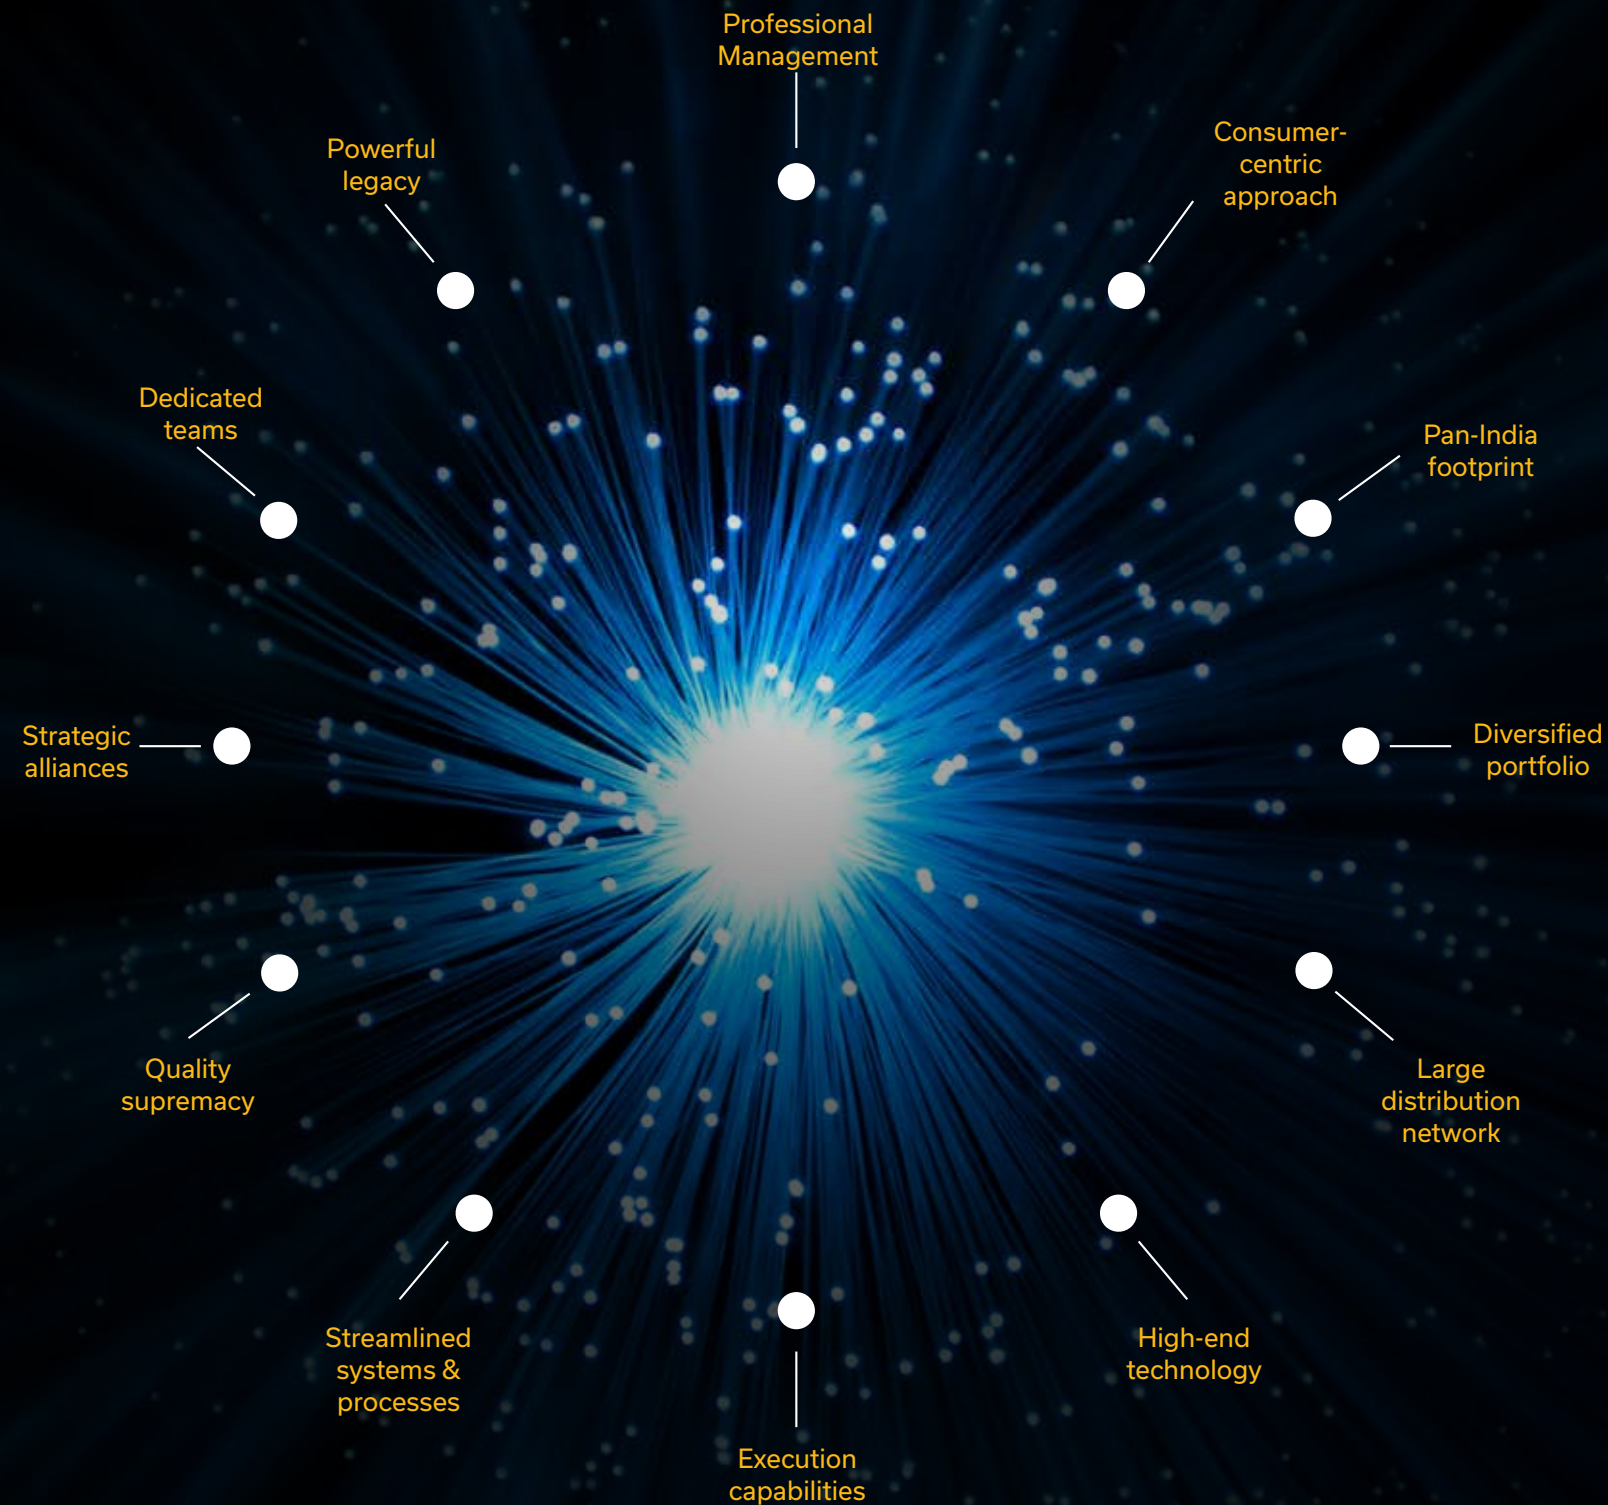 Professional
Management
Consumer-
centric
approach
Pan-India
footprint
Diversified
portfolio
Large
distribution
network
High-end
technology
Execution
capabilities
Streamlined
systems &
processes
Quality
supremacy
Strategic
alliances
Dedicated
teams
Powerful
legacy